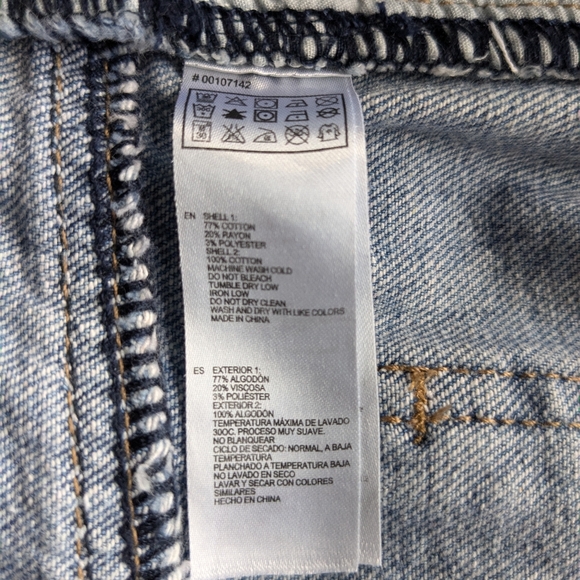 # 00107142
EN SHELL 1:
77% COTTON
20% RAYON
3% POLYESTER
SHELL 2:
100% COTTON
MACHINE WASH COLD
DO NOT BLEACH
TUMBLE DRY LOW
IRON LOW
DO NOT DRY CLEAN
WASH AND DRY WITH LIKE COLORS
MADE IN CHINA
ES EXTERIOR 1:
77% ALGODÓN
20% VISCOSA
3% POLIÉSTER
EXTERIOR 2:
100% ALGODÓN
TEMPERATURA MÁXIMA DE LAVADO
30OC. PROCESO MUY SUAVE.
NO BLANQUEAR
CICLO DE SECADO: NORMAL, A BAJA
TEMPERATURA
PLANCHADO A TEMPERATURA BAJA
NO LAVADO EN SECO
LAVAR Y SECAR CON COLORES
SIMILARES
HECHO EN CHINA